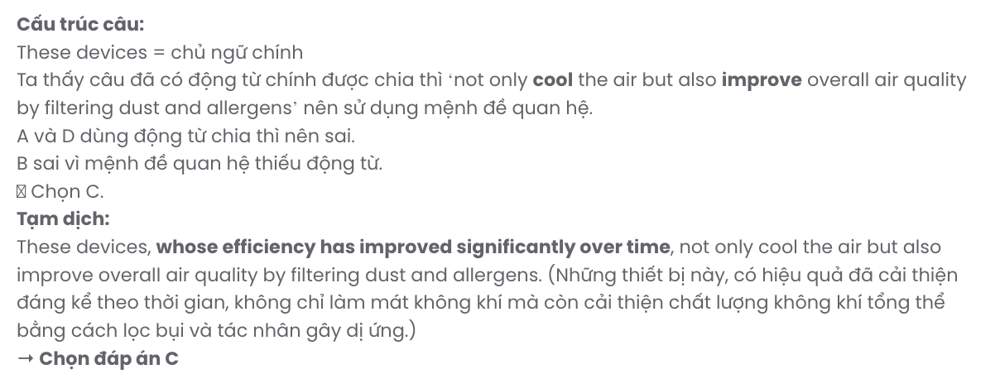 Cấu trúc câu:
These devices = chủ ngữ chính
Ta thấy câu đã có động từ chính được chia thì ‘not only cool the air but also improve overall air quality
by filtering dust and allergens’ nên sử dụng mệnh đề quan hệ.
A và D dùng động từ chia thì nên sai.
B sai vì mệnh đề quan hệ thiếu động từ.
Chọn C.
Tạm dịch:
These devices, whose efficiency has improved significantly over time, not only cool the air but also
improve overall air quality by filtering dust and allergens. (Những thiết bị này, có hiệu quả đã cải thiện
đáng kể theo thời gian, không chỉ làm mát không khí mà còn cải thiện chất lượng không khí tổng thể
bằng cách lọc bụi và tác nhân gây dị ứng.)
→ Chọn đáp án C